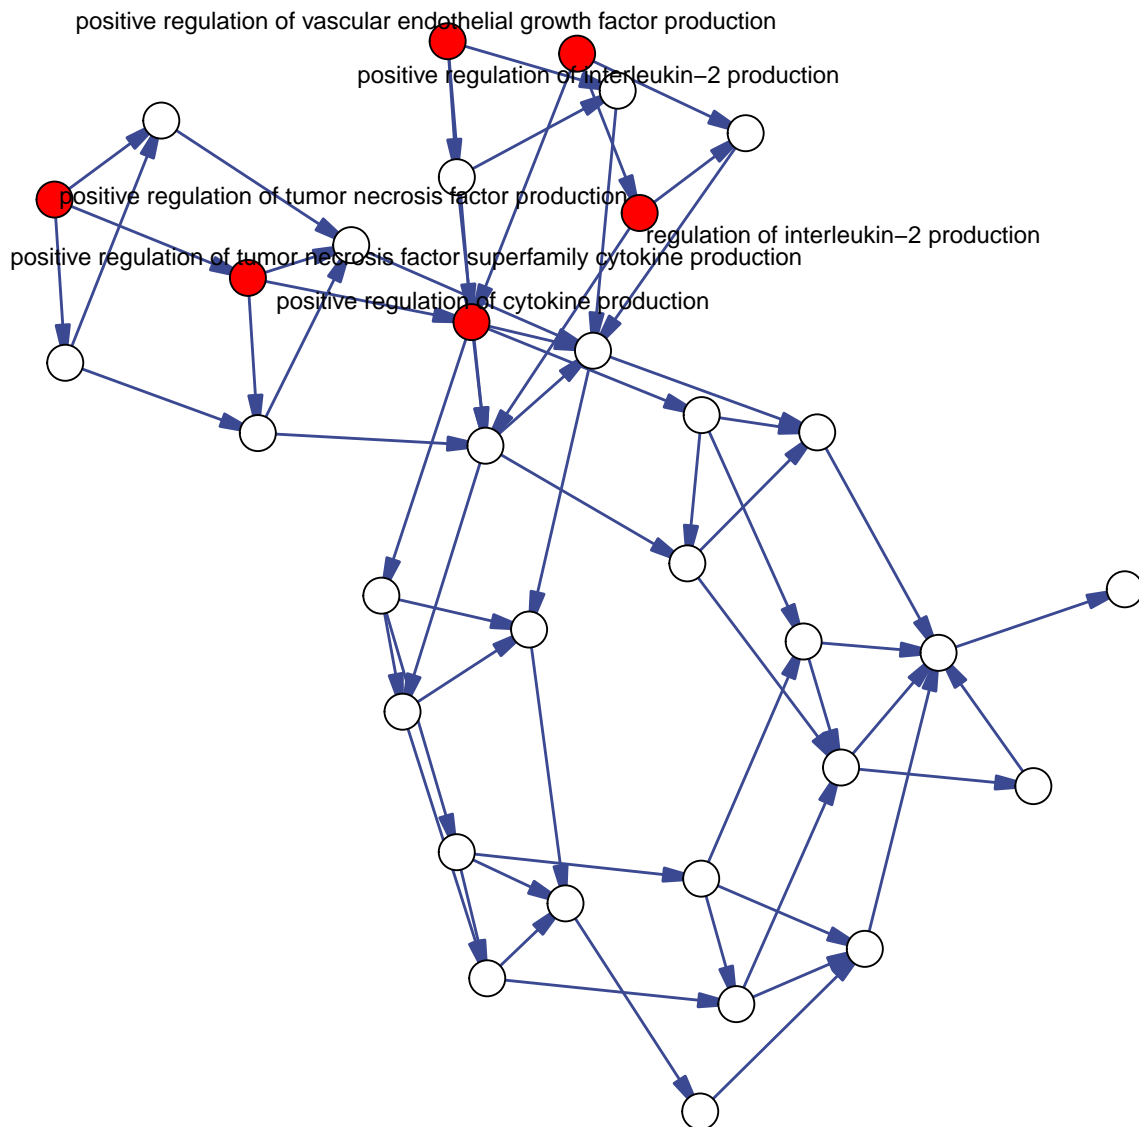 positive regulation of vascular endothelial growth factor production
positive regulation of interleukin−2 production
positive regulation of tumor necrosis factor production
regulation of interleukin−2 production
positive regulation of tumor necrosis factor superfamily cytokine production
positive regulation of cytokine production